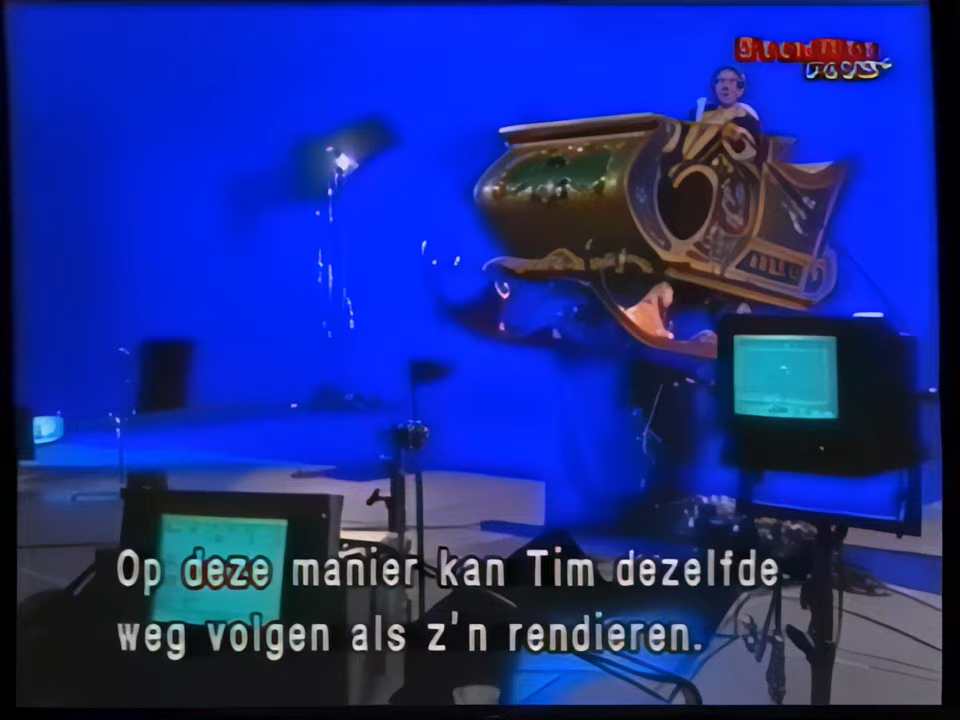 Op deze manier kan Tim dezelfde
weg volgen als z'n rendieren.